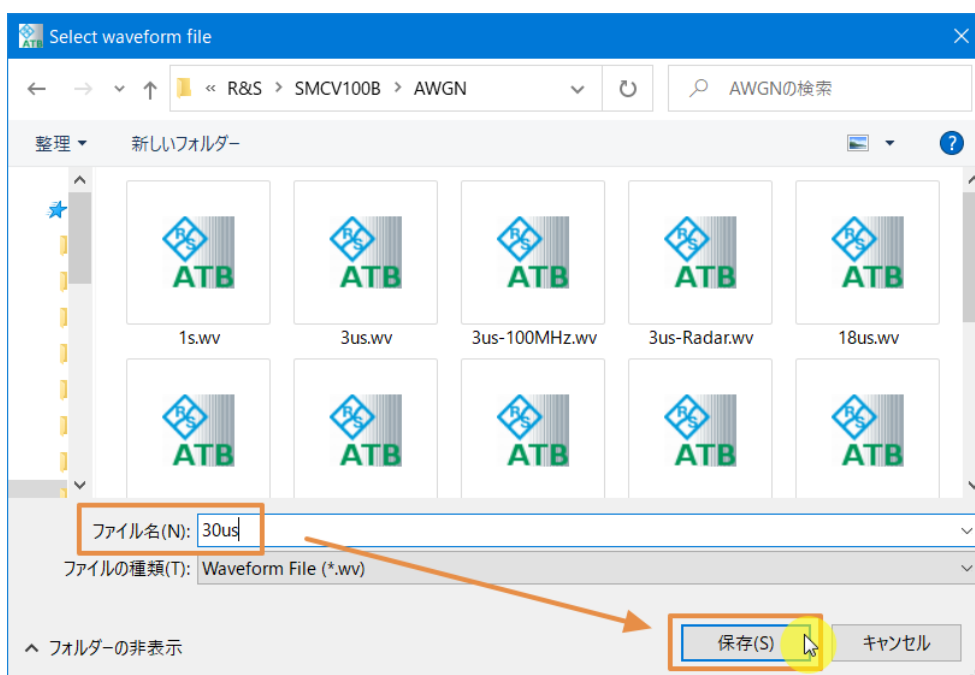 Select waveform file
« R&S > SMCV100B > AWGN
AWGNの検索
整理
新しいフォルダー
?
R S ATB
R S ATB
R S ATB
R S ATB
R S ATB
1s.wv
3us.wv
3us-100MHz.wv
3us-Radar.wv
18us.wv
R S ATB
R S ATB
R S ATB
R S ATB
R S ATB
ファイル名(N): 30us
ファイルの種類(T): Waveform File (*.wv)
フォルダーの非表示
保存(S)
キャンセル